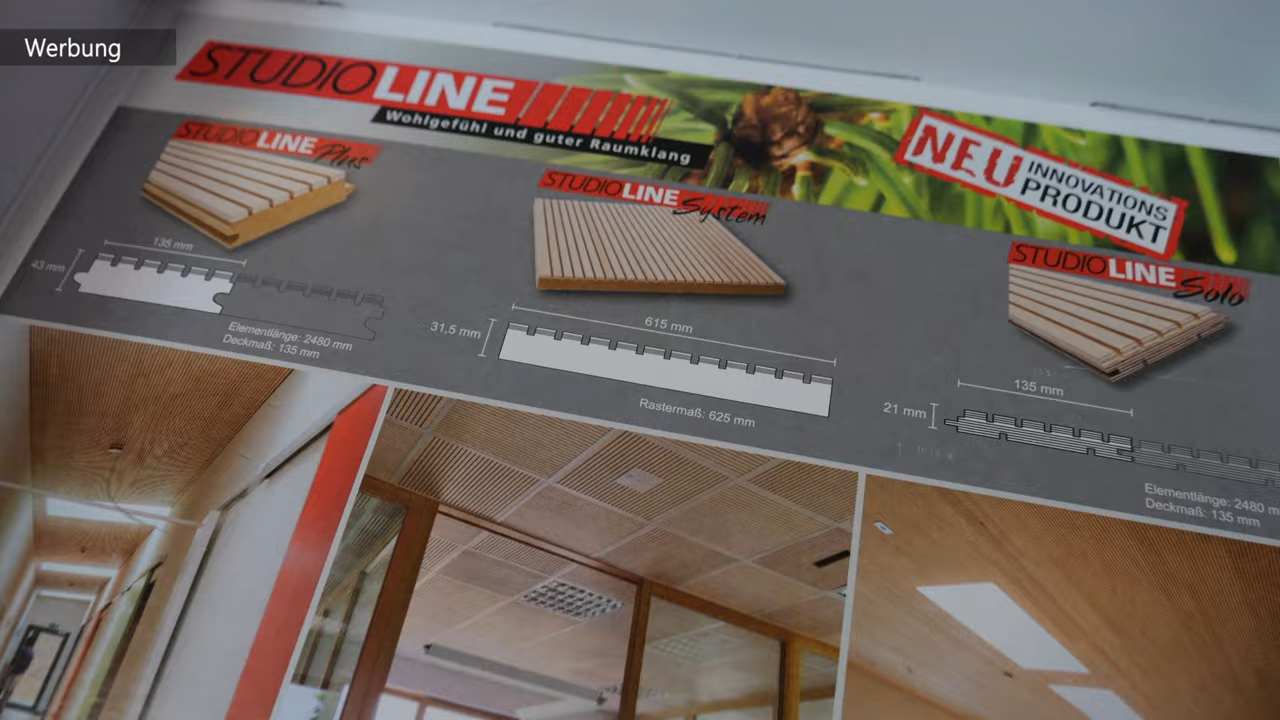 Werbung
STUDIOLINE
Wohlgefühl und guter Raumklang
NEU INNOVATIONS
PRODUKT
STUDIOLINE Plus
135 mm
43 mm
Elementlänge: 2480 mm
Deckmaß: 135 mm
STUDIOLINE System
615 mm
31,5 mm
Rastermaß: 625 mm
STUDIOLINE Solo
135 mm
21 mm
Elementlänge: 2480 m
Deckmaß: 135 mm